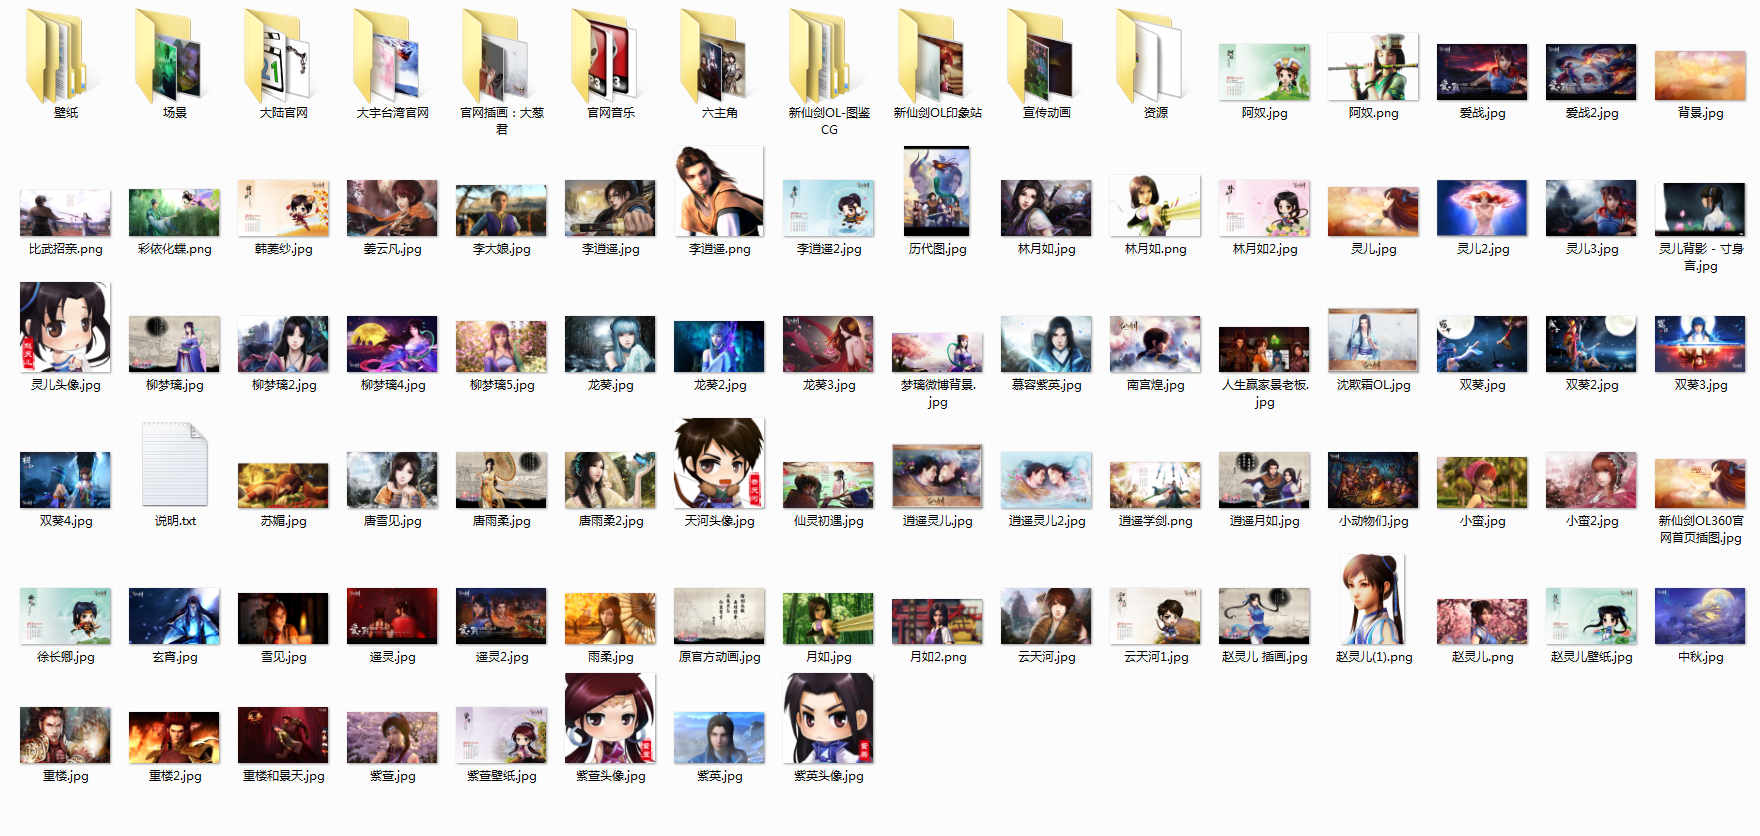 壁纸
场景
大陆官网
大宇台湾官网
官网插画：大葱
君
官网音乐
六主角
新仙剑OL-图鉴
CG
新仙剑OL印象站
宣传动画
资源
阿奴.jpg
阿奴.png
爱战.jpg
爱战2.jpg
背景.jpg
比武招亲.png
彩依化蝶.png
韩菱纱.jpg
姜云凡.jpg
李大娘.jpg
李逍遥.jpg
李逍遥.png
李逍遥2.jpg
历代图.jpg
林月如.jpg
林月如.png
林月如2.jpg
灵儿.jpg
灵儿2.jpg
灵儿3.jpg
灵儿背影 - 寸身
言.jpg
灵儿头像.jpg
柳梦璃.jpg
柳梦璃2.jpg
柳梦璃4.jpg
柳梦璃5.jpg
龙葵.jpg
龙葵2.jpg
龙葵3.jpg
梦璃微博背景.
jpg
慕容紫英.jpg
南宫煌.jpg
人生赢家景老板.
jpg
沈欺霜OL.jpg
双葵.jpg
双葵2.jpg
双葵3.jpg
双葵4.jpg
说明.txt
苏媚.jpg
唐雪见.jpg
唐雨柔.jpg
唐雨柔2.jpg
天河头像.jpg
仙灵初遇.jpg
逍遥灵儿.jpg
逍遥灵儿2.jpg
逍遥学剑.png
逍遥月如.jpg
小动物们.jpg
小蛮.jpg
小蛮2.jpg
新仙剑OL360官
网首页插图.jpg
徐长卿.jpg
玄霄.jpg
雪见.jpg
遥灵.jpg
遥灵2.jpg
雨柔.jpg
原官方动画.jpg
月如.jpg
月如2.png
云天河.jpg
云天河1.jpg
赵灵儿 插画.jpg
赵灵儿(1).png
赵灵儿.png
赵灵儿壁纸.jpg
中秋.jpg
重楼.jpg
重楼2.jpg
重楼和景天.jpg
紫萱.jpg
紫萱壁纸.jpg
紫萱头像.jpg
紫英.jpg
紫英头像.jpg